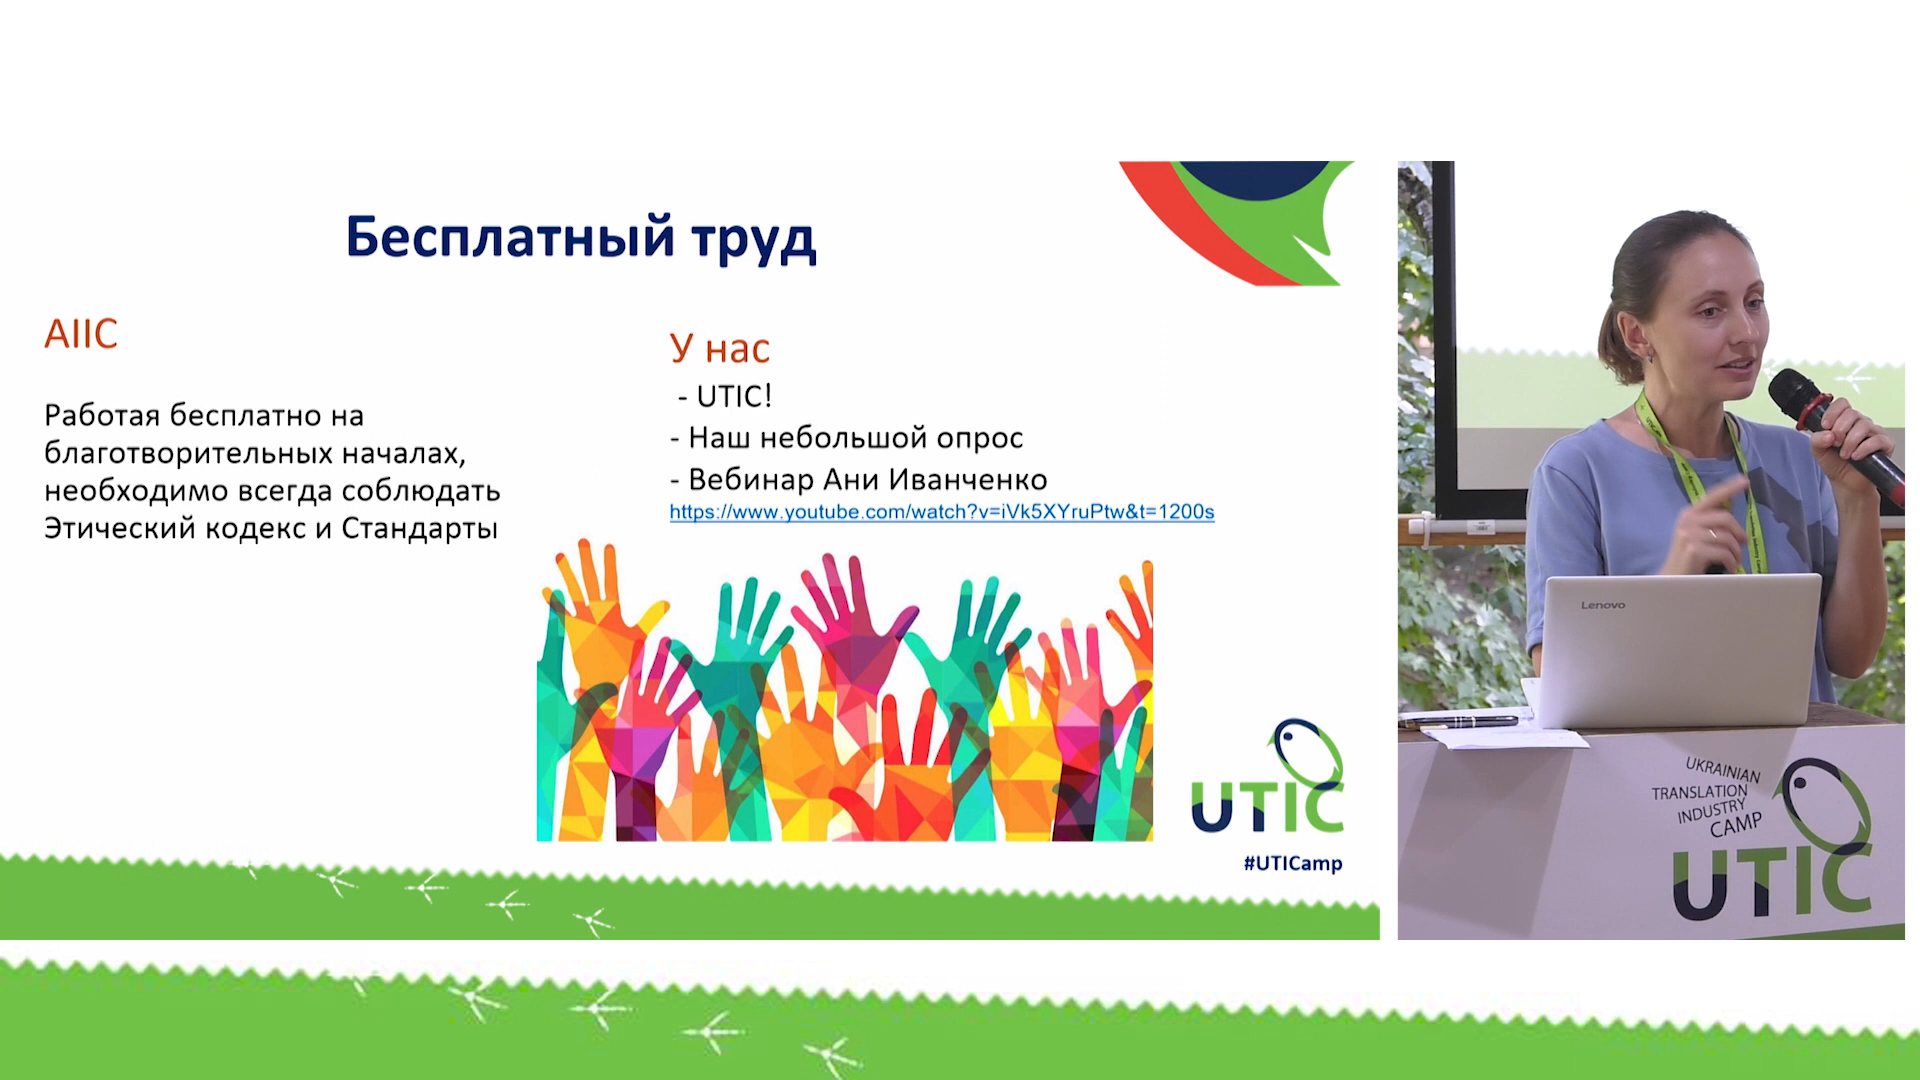 Бесплатный труд
AIIC
Работая бесплатно на
благотворительных началах,
необходимо всегда соблюдать
Этический кодекс и Стандарты
У нас
- UTIC!
- Наш небольшой опрос
- Вебинар Ани Иванченко
https://www.youtube.com/watch?v=iVk5XYruPtw&t=1200s
UTIC
#UTICamp
Lenovo
UKRAINIAN
TRANSLATION
INDUSTRY
CAMP
UTIC